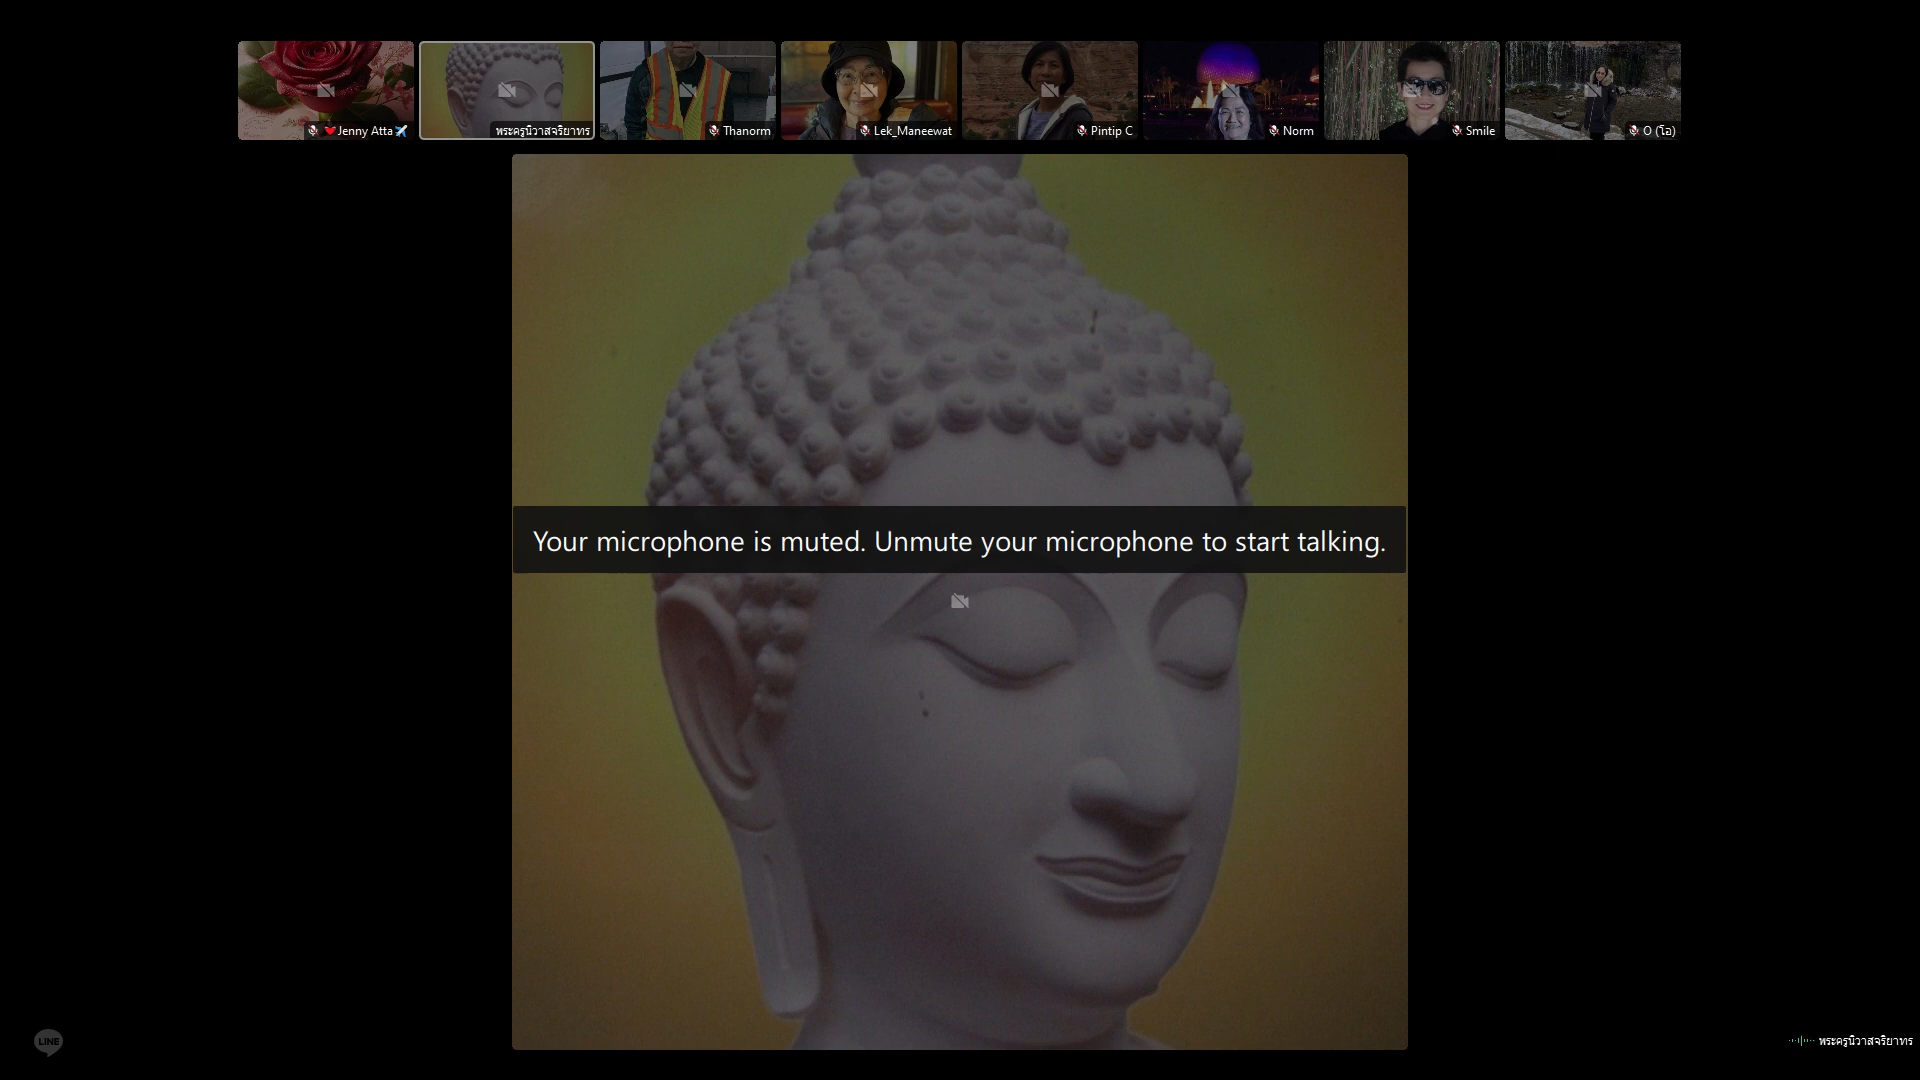 Jenny Atta
พระครูนิวาสจริยาทร
Thanorm
Lek_Maneewat
Pintip C
Norm
Smile
O (โอ)
Your microphone is muted. Unmute your microphone to start talking.
LINE
พระครูนิวาสจริยาทร